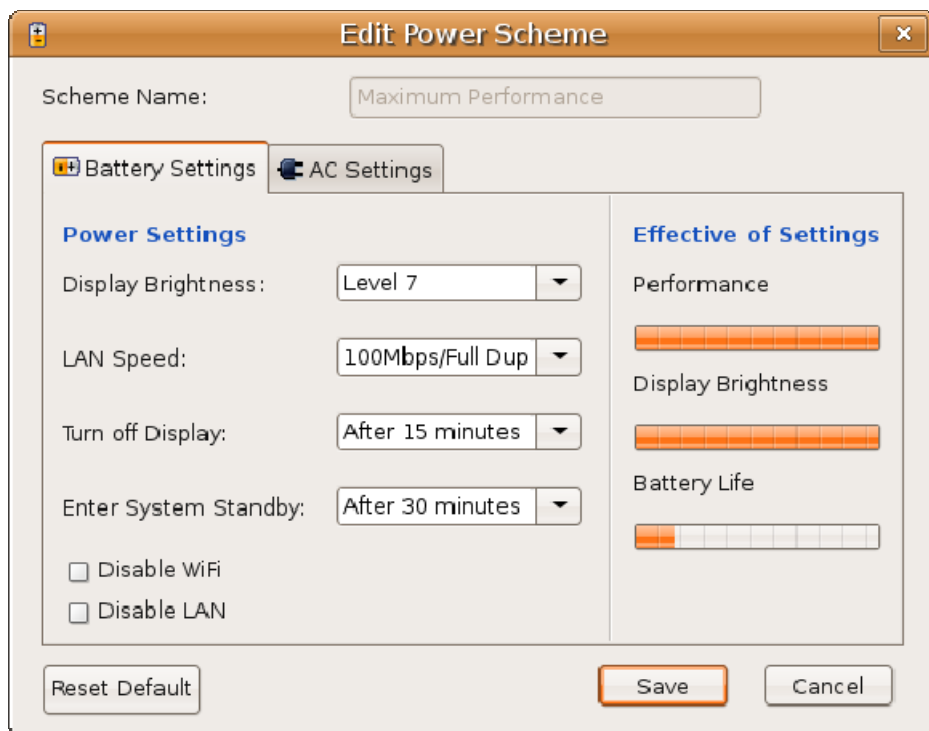 Edit Power Scheme
Scheme Name: Maximum Performance
Battery Settings AC Settings
Power Settings
Display Brightness: Level 7
LAN Speed: 100Mbps/Full Dup
Turn off Display: After 15 minutes
Enter System Standby: After 30 minutes
Disable WiFi
Disable LAN
Effective of Settings
Performance
Display Brightness
Battery Life
Reset Default Save Cancel